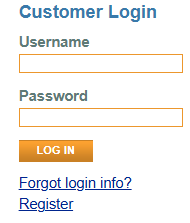 Customer Login
Username
Password
LOG IN
Forgot login info?
Register